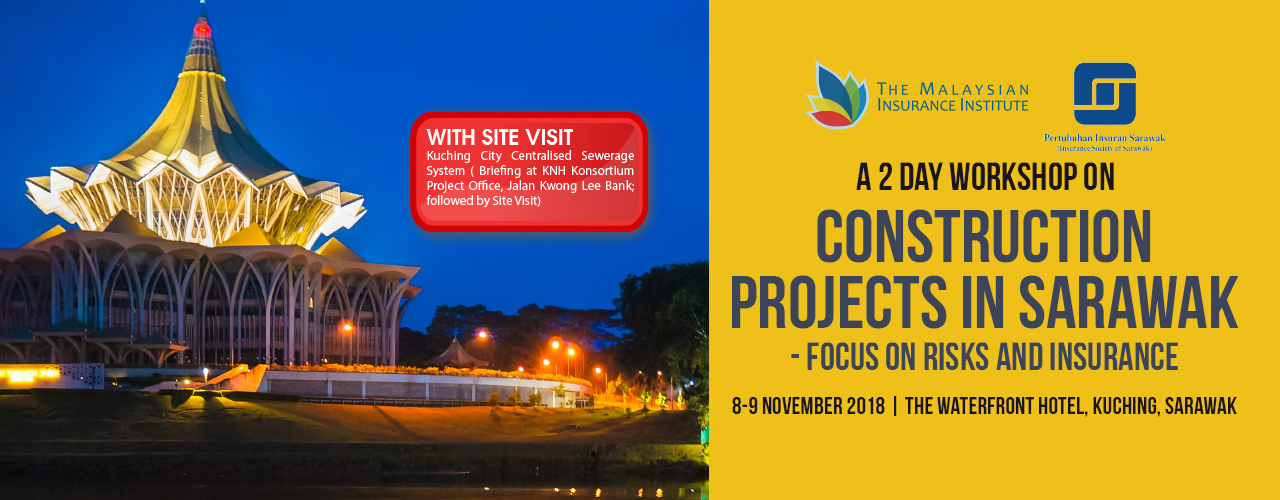 WITH SITE VISIT
Kuching City Centralised Sewerage
System ( Briefing at KNH Konsortium
Project Office, Jalan Kwong Lee Bank;
followed by Site Visit)
THE MALAYSIAN
INSURANCE INSTITUTE
Pertubuhan Insuran Sarawak
(Insurance Society of Sarawak)
A 2 DAY WORKSHOP ON
CONSTRUCTION
PROJECTS IN SARAWAK
- FOCUS ON RISKS AND INSURANCE
8-9 NOVEMBER 2018 | THE WATERFRONT HOTEL, KUCHING, SARAWAK